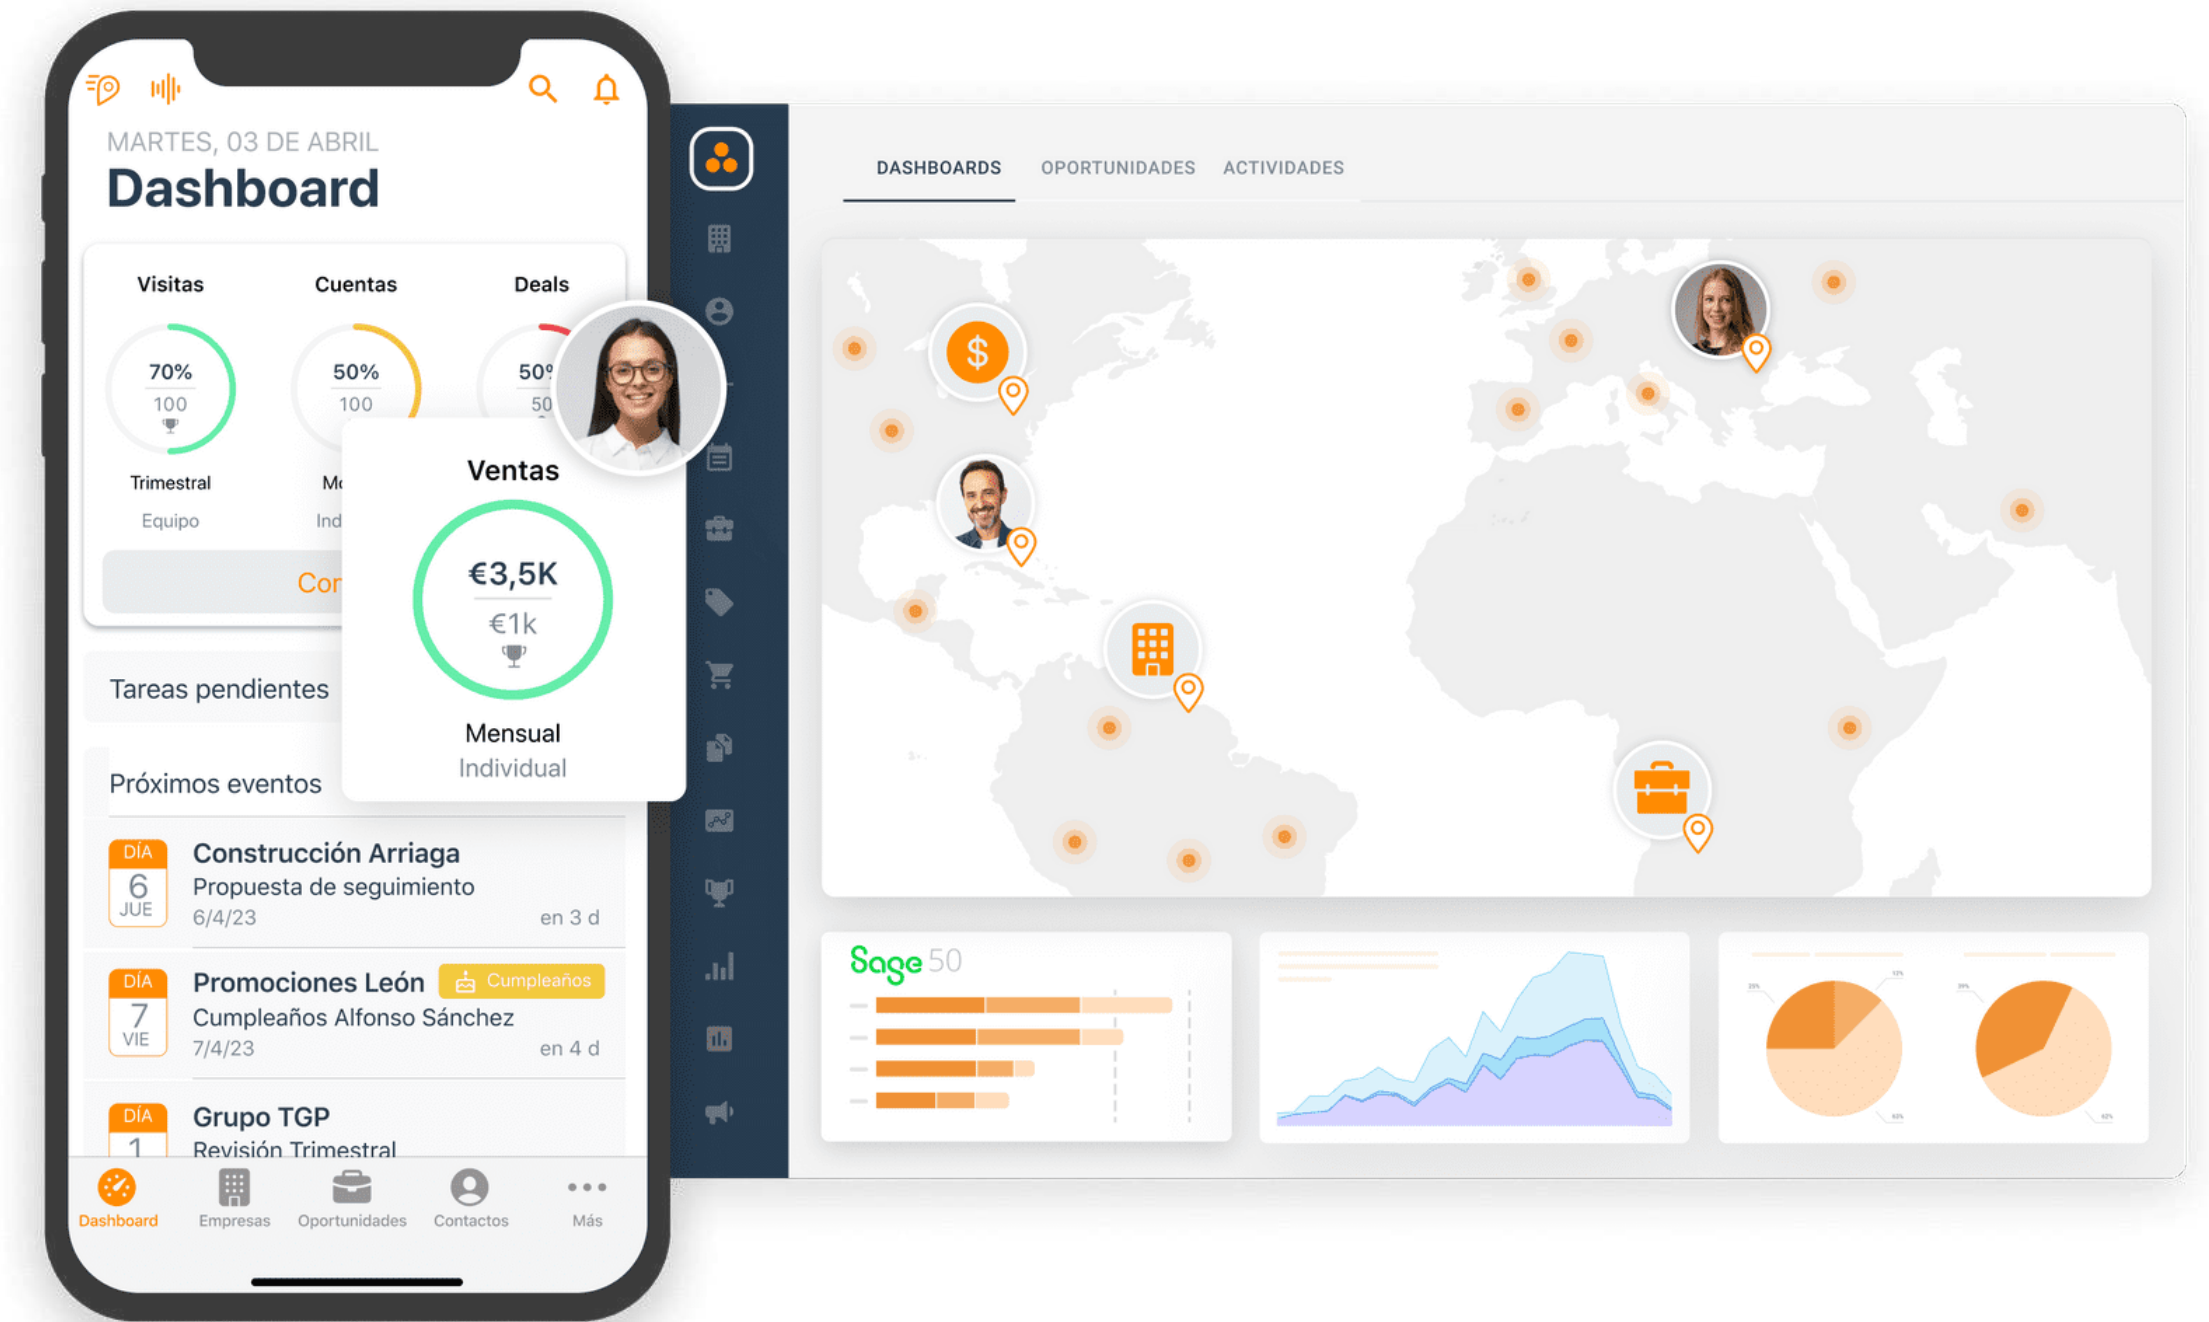 MARTES, 03 DE ABRIL
Dashboard
Visitas
Cuentas
Deals
70%
50%
50%
100
100
50
Trimestral
Equipo
Ventas
€3,5K
€1k
Mensual
Individual
Tareas pendientes
Próximos eventos
DÍA
6
JUE
Construcción Arriaga
Propuesta de seguimiento
6/4/23
en 3 d
DÍA
7
VIE
Promociones León
Cumpleaños
Cumpleaños Alfonso Sánchez
7/4/23
en 4 d
DÍA
1
Grupo TGP
Revisión Trimestral
Dashboard
Empresas
Oportunidades
Contactos
Más
DASHBOARDS
OPORTUNIDADES
ACTIVIDADES
$
Sage 50
25%